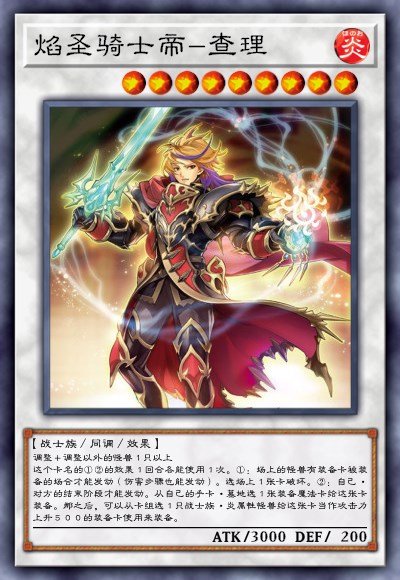 焰圣骑士帝-查理
炎
ほのお
【战士族/同调/效果】
调整+调整以外的怪兽1只以上
这个卡名的①②的效果1回合各能使用1次。①:场上的怪兽有装备卡被装
备的场合才能发动(伤害步骤也能发动)。选场上1张卡破坏。②:自己·
对方的结束阶段才能发动。从自己的手卡·墓地选1张装备魔法卡给这张卡
装备。那之后,可以从卡组选1只战士族·炎属性怪兽给这张卡当作攻击力
上升500的装备卡使用来装备。
ATK/3000 DEF/ 200